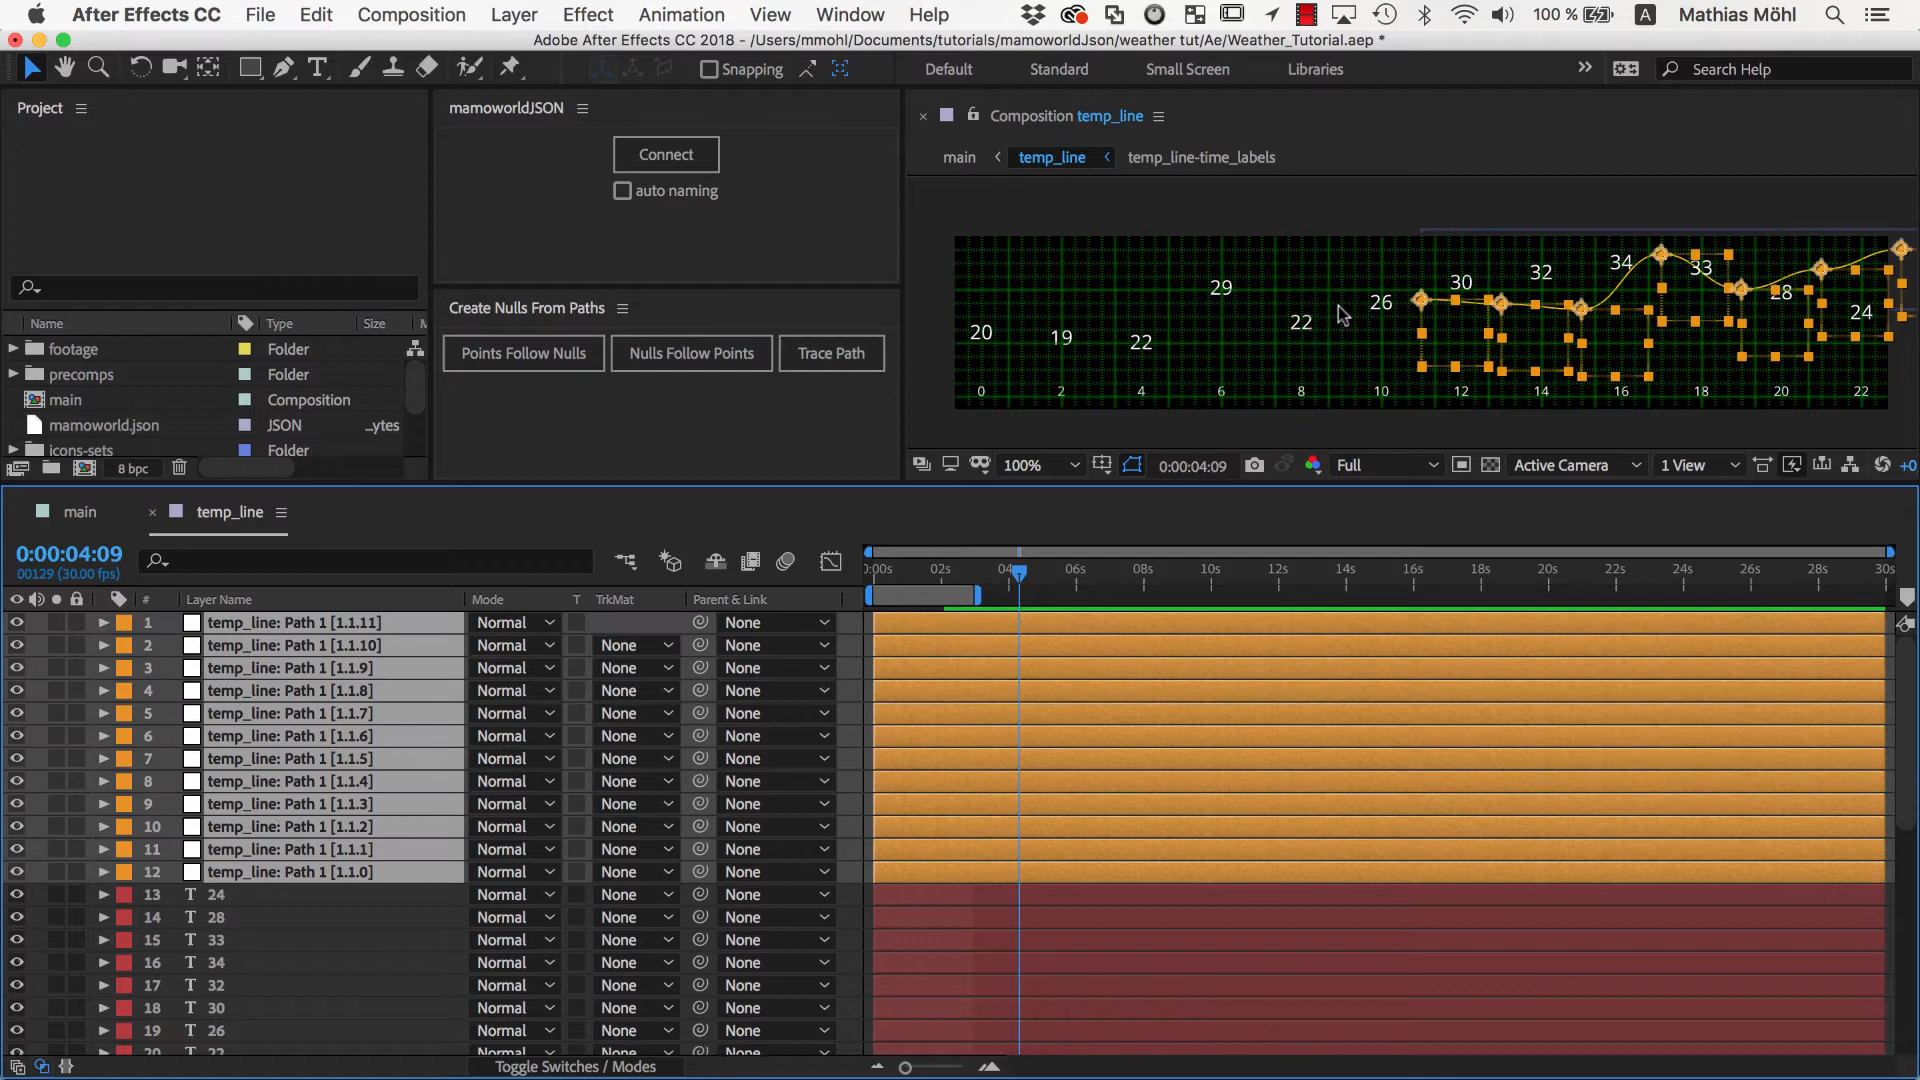 After Effects CC File Edit Composition Layer Effect Animation View Window Help 100 % A Mathias Möhl
Adobe After Effects CC 2018 - /Users/mmohl/Documents/tutorials/mamoworldJson/weather tut/Ae/Weather_Tutorial.aep *
Snapping Default Standard Small Screen Libraries Search Help
Project
mamoworldJSON
Connect
auto naming
Create Nulls From Paths
Points Follow Nulls Nulls Follow Points Trace Path
Name Type Size
footage Folder
precomps Folder
main Composition
mamoworld.json JSON ...ytes
icons-sets Folder
8 bpc
Composition temp_line
main temp_line temp_line-time_labels
20 19 22 29 22 26 30 32 34 33 28 24
0 2 4 6 8 10 12 14 16 18 20 22
100% 0:00:04:09 Full Active Camera 1 View +0
main temp_line
0:00:04:09
00129 (30.00 fps)
0:00s 02s 04 06s 08s 10s 12s 14s 16s 18s 20s 22s 24s 26s 28s 30s
# Layer Name Mode T TrkMat Parent & Link
1 temp_line: Path 1 [1.1.11] Normal None
2 temp_line: Path 1 [1.1.10] Normal None None
3 temp_line: Path 1 [1.1.9] Normal None None
4 temp_line: Path 1 [1.1.8] Normal None None
5 temp_line: Path 1 [1.1.7] Normal None None
6 temp_line: Path 1 [1.1.6] Normal None None
7 temp_line: Path 1 [1.1.5] Normal None None
8 temp_line: Path 1 [1.1.4] Normal None None
9 temp_line: Path 1 [1.1.3] Normal None None
10 temp_line: Path 1 [1.1.2] Normal None None
11 temp_line: Path 1 [1.1.1] Normal None None
12 temp_line: Path 1 [1.1.0] Normal None None
13 T 24 Normal None None
14 T 28 Normal None None
15 T 33 Normal None None
16 T 34 Normal None None
17 T 32 Normal None None
18 T 30 Normal None None
19 T 26 Normal None None
20 T 22
Toggle Switches / Modes